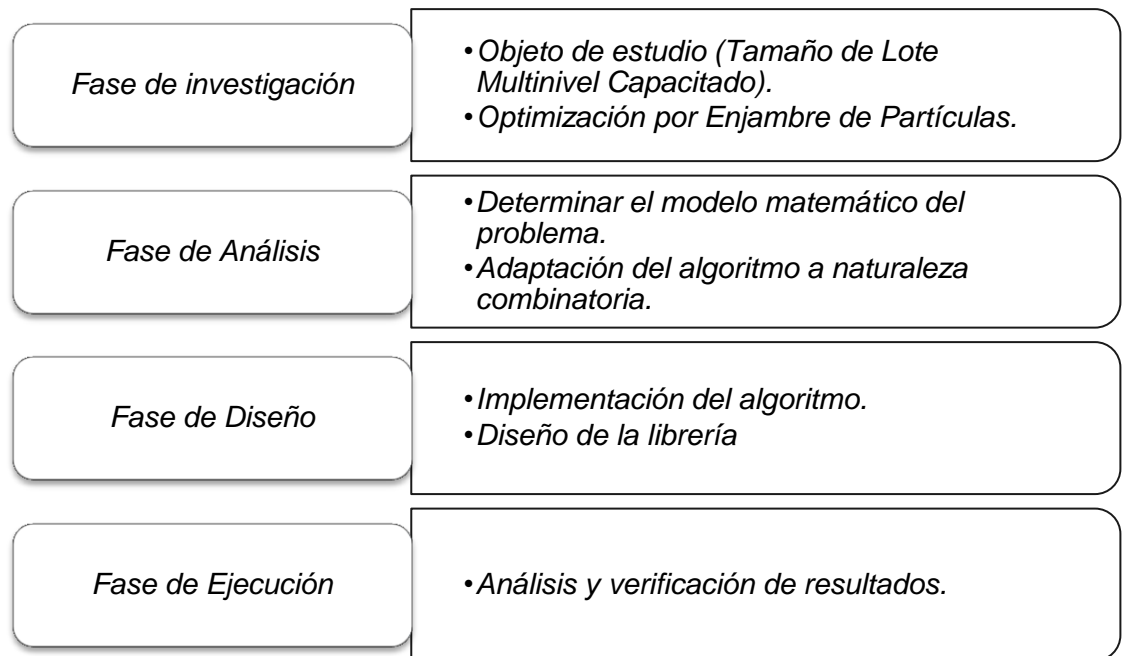 Fase de investigación
•Objeto de estudio (Tamaño de Lote
Multinivel Capacitado).
•Optimización por Enjambre de Partículas.
Fase de Análisis
•Determinar el modelo matemático del
problema.
•Adaptación del algoritmo a naturaleza
combinatoria.
Fase de Diseño
•Implementación del algoritmo.
•Diseño de la librería
Fase de Ejecución
•Análisis y verificación de resultados.